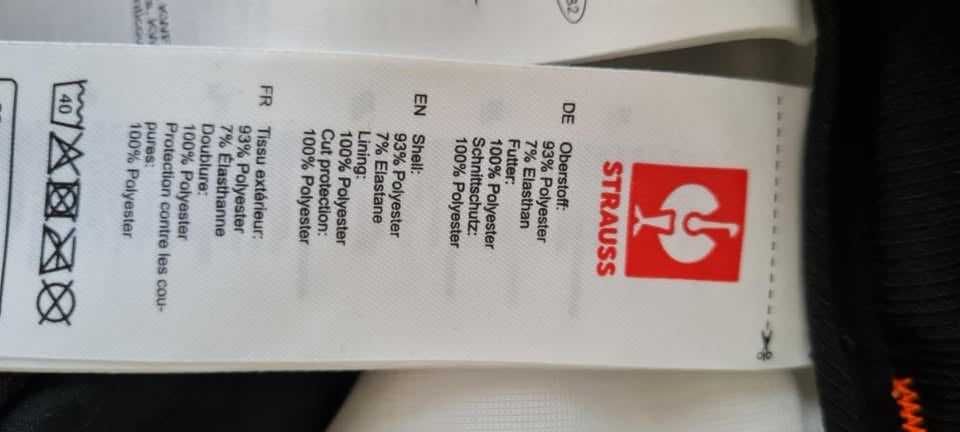 STRAUSS
DE Oberstoff:
93% Polyester
7% Elasthan
Futter:
100% Polyester
Schnittschutz:
100% Polyester
EN Shell:
93% Polyester
7% Elastane
Lining:
100% Polyester
Cut protection:
100% Polyester
FR Tissu extérieur:
93% Polyester
7% Élasthanne
Doublure:
100% Polyester
Protection contre les cou-
pures:
100% Polyester
40
82